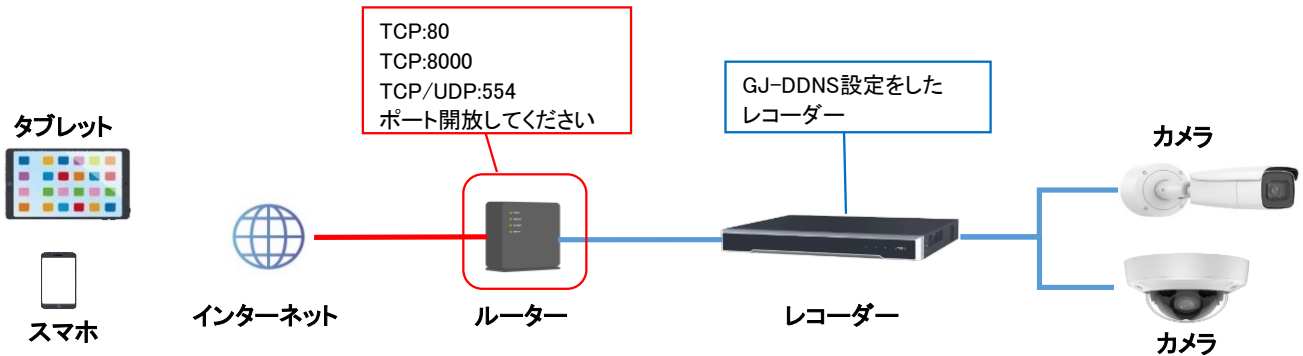 TCP:80
TCP:8000
TCP/UDP:554
ポート開放してください
GJ-DDNS設定をした
レコーダー
タブレット
カメラ
スマホ
インターネット
ルーター
レコーダー
カメラ